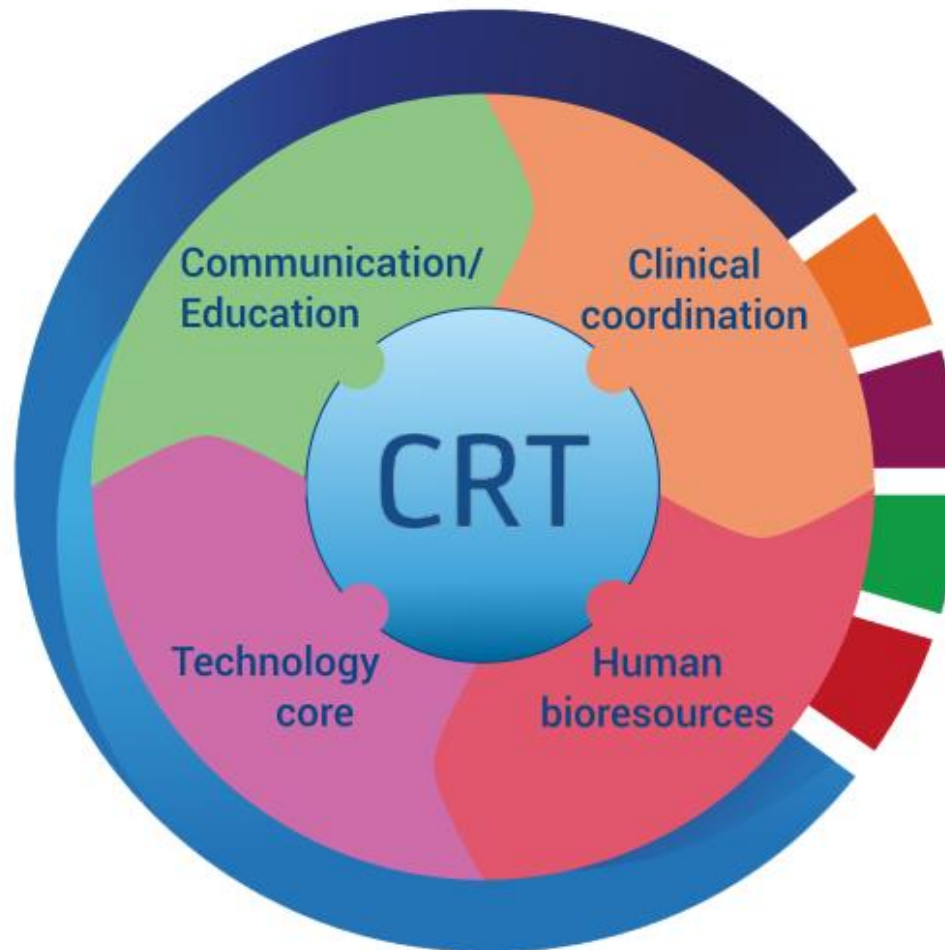 Communication/
Education
Clinical
coordination
CRT
Technology
core
Human
bioresources